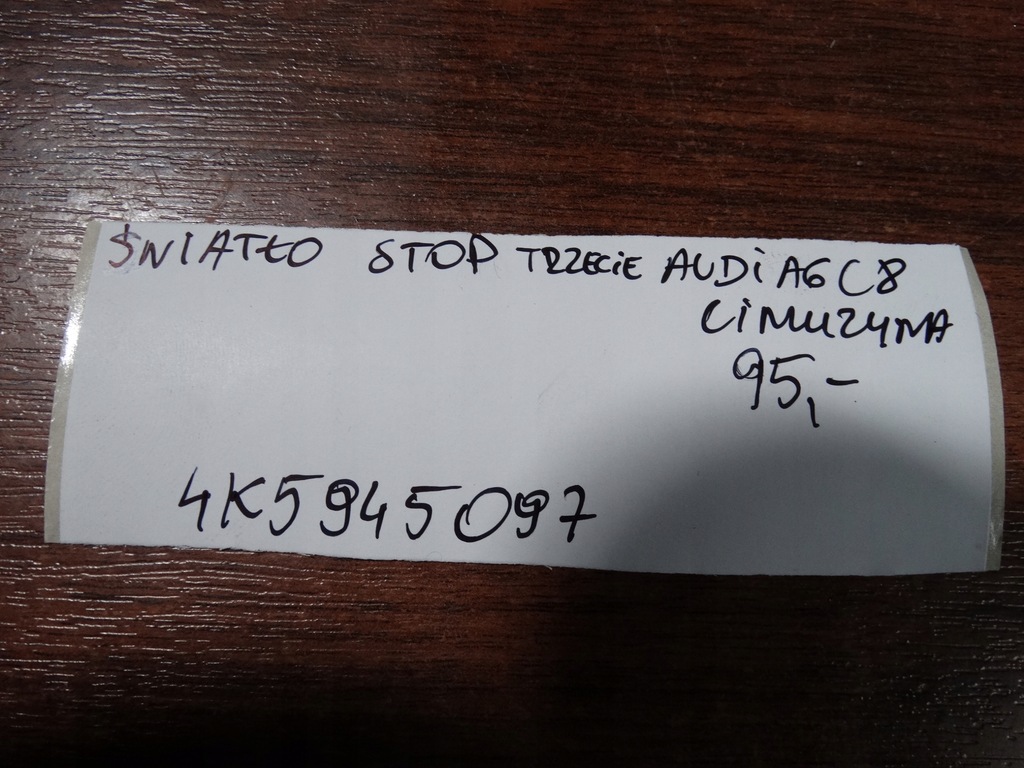 ŚWIATŁO STOP TRZECIE AUDI A6 C8
LIMUZYNA
95,-
4K5945097